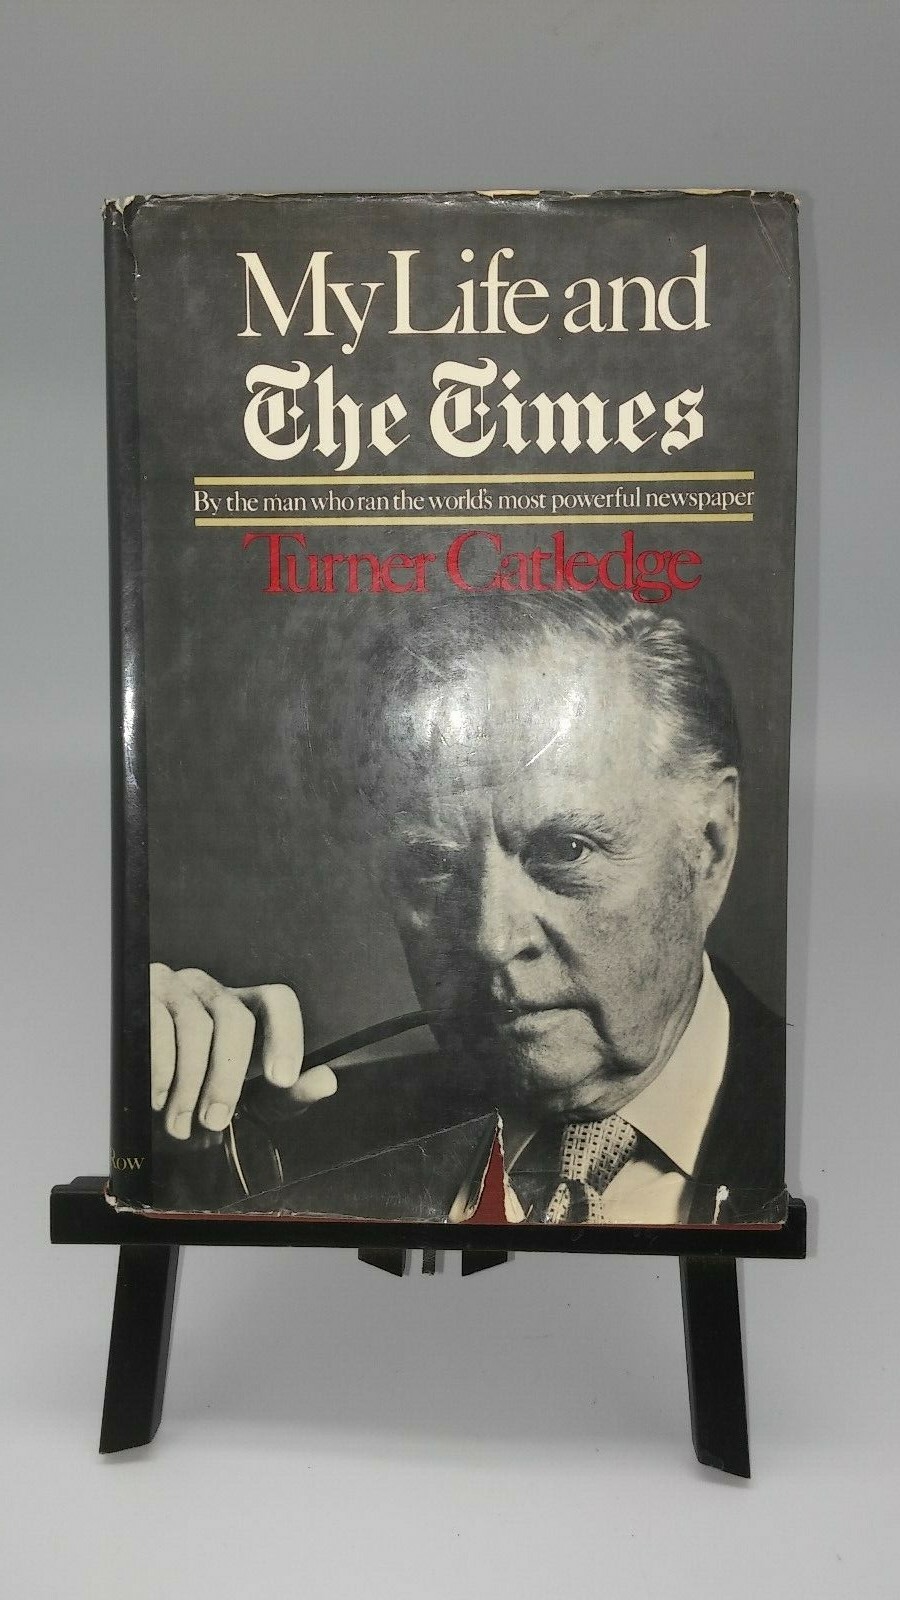 My Life and
The Times
By the man who ran the world's most powerful newspaper
Turner Catledge
Row